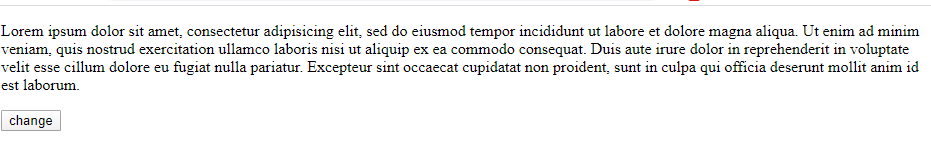 Lorem ipsum dolor sit amet, consectetur adipisicing elit, sed do eiusmod tempor incididunt ut labore et dolore magna aliqua. Ut enim ad minim
veniam, quis nostrud exercitation ullamco laboris nisi ut aliquip ex ea commodo consequat. Duis aute irure dolor in reprehenderit in voluptate
velit esse cillum dolore eu fugiat nulla pariatur. Excepteur sint occaecat cupidatat non proident, sunt in culpa qui officia deserunt mollit anim id
est laborum.
change